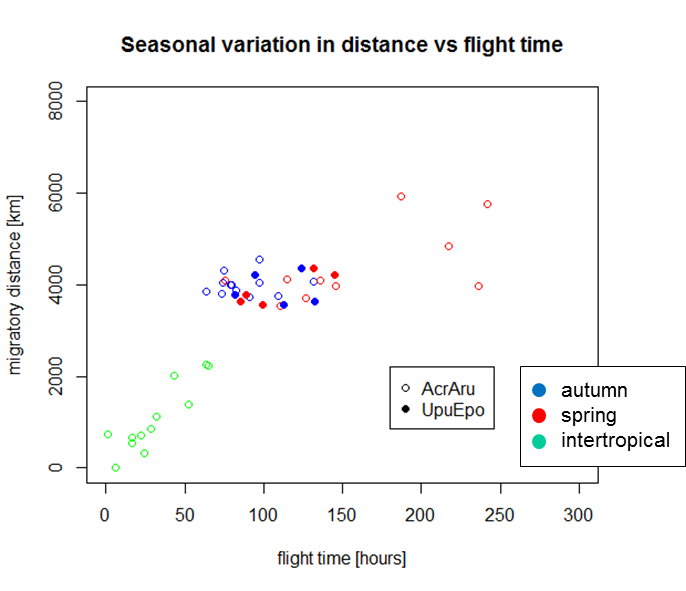 Seasonal variation in distance vs flight time
migratory distance [km]
8000
6000
4000
2000
0
AcrAru
UpuEpo
autumn
spring
intertropical
0 50 100 150 200 250 300
flight time [hours]